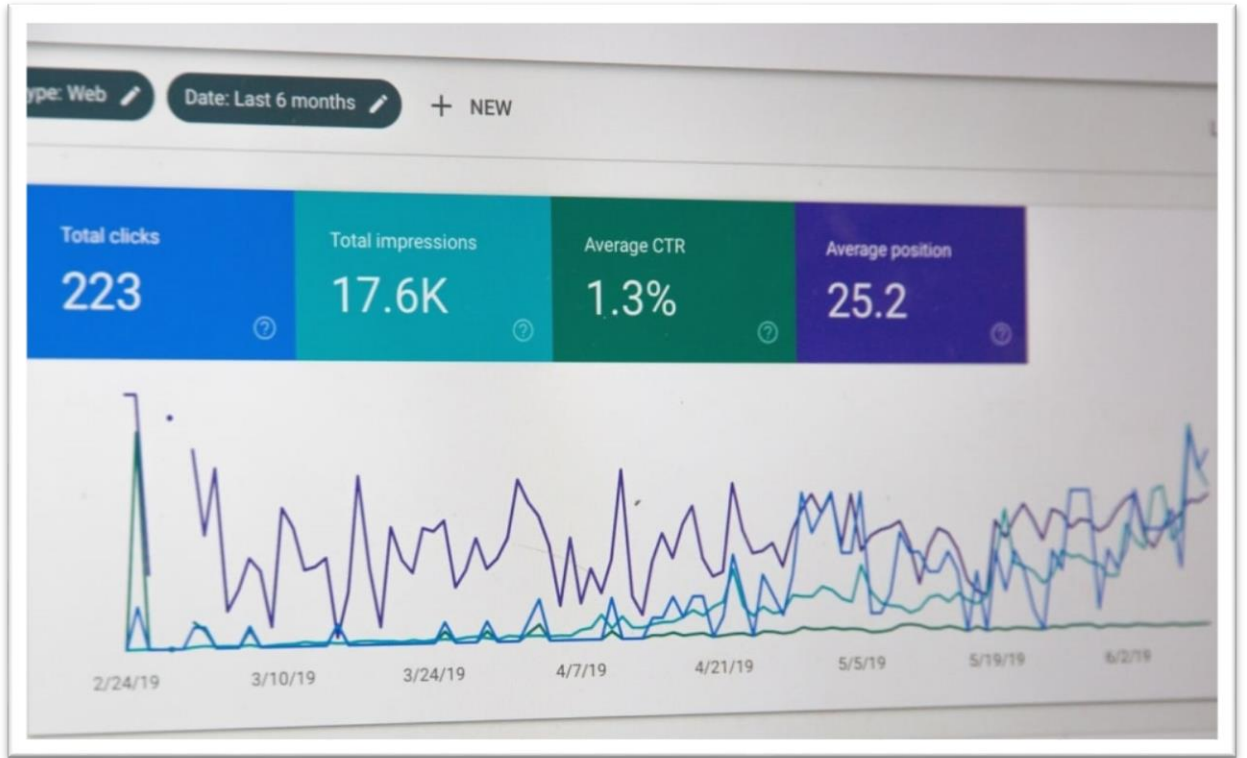 ype: Web
Date: Last 6 months
+ NEW
Total clicks
223
Total impressions
17.6K
Average CTR
1.3%
Average position
25.2
2/24/19
3/10/19
3/24/19
4/7/19
4/21/19
5/5/19
5/19/19
6/2/19